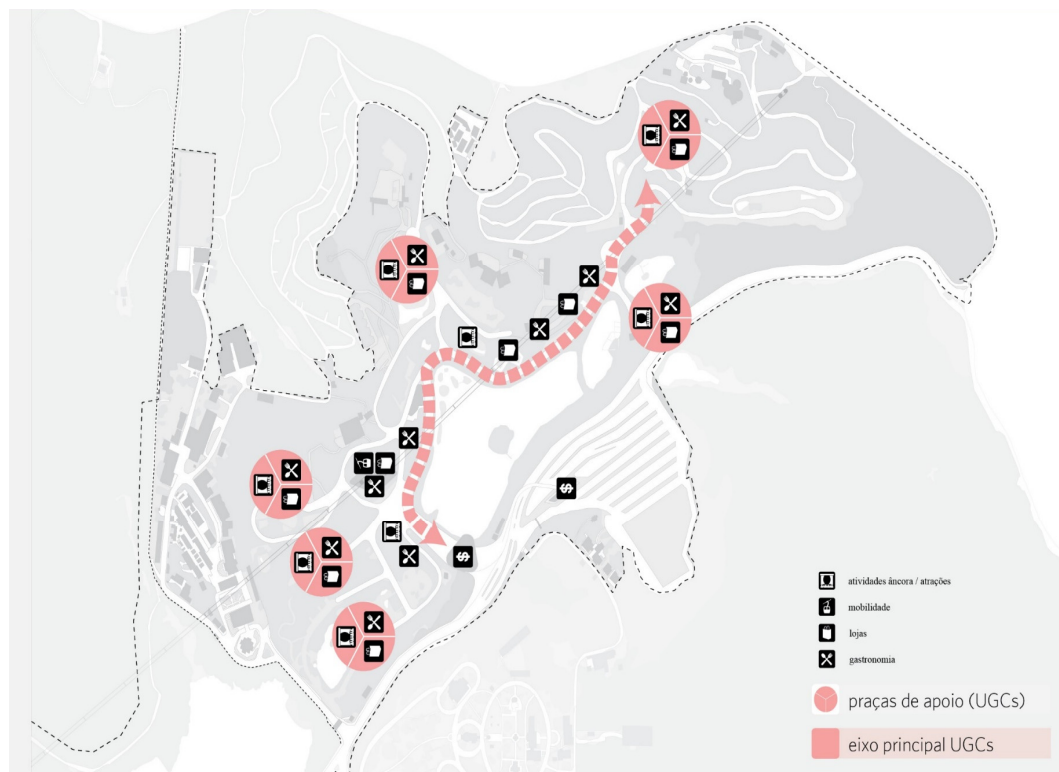 atividades âncora / atrações
mobilidade
lojas
gastronomia
praças de apoio (UGCs)
eixo principal UGCs